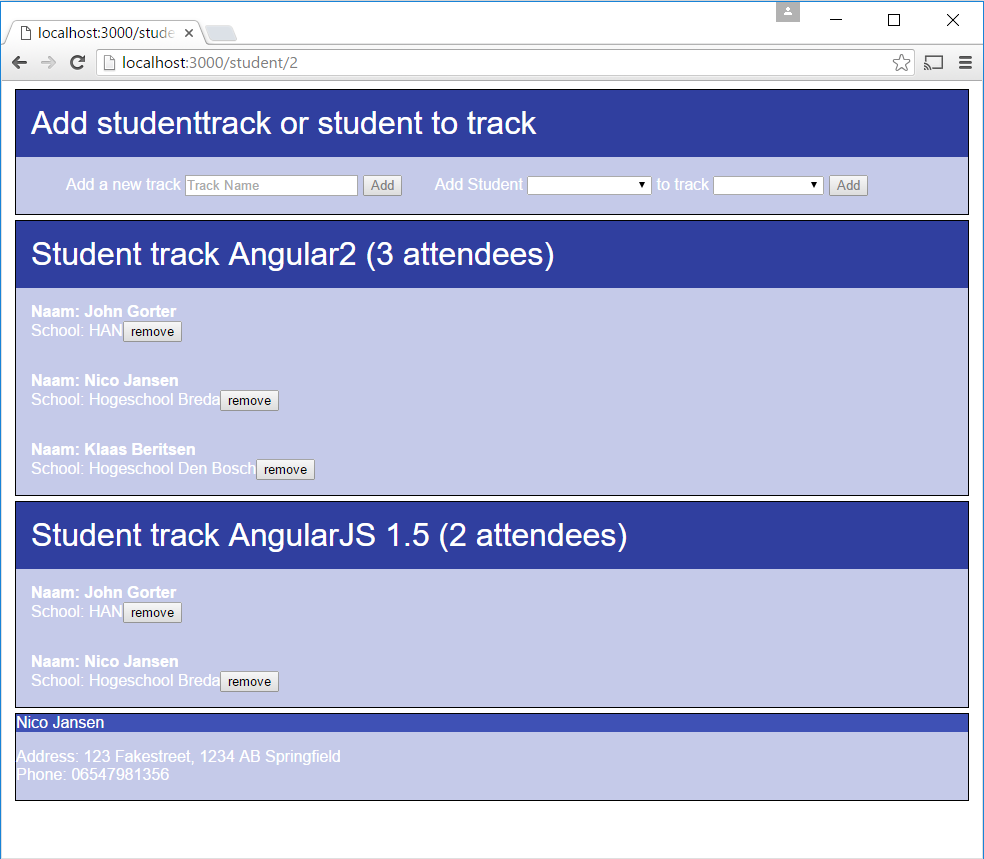 localhost:3000/stude
localhost:3000/student/2
Add studenttrack or student to track
Add a new track Track Name Add Add Student to track Add
Student track Angular2 (3 attendees)
Naam: John Gorter
School: HAN remove
Naam: Nico Jansen
School: Hogeschool Breda remove
Naam: Klaas Beritsen
School: Hogeschool Den Bosch remove
Student track AngularJS 1.5 (2 attendees)
Naam: John Gorter
School: HAN remove
Naam: Nico Jansen
School: Hogeschool Breda remove
Nico Jansen
Address: 123 Fakestreet, 1234 AB Springfield
Phone: 06547981356